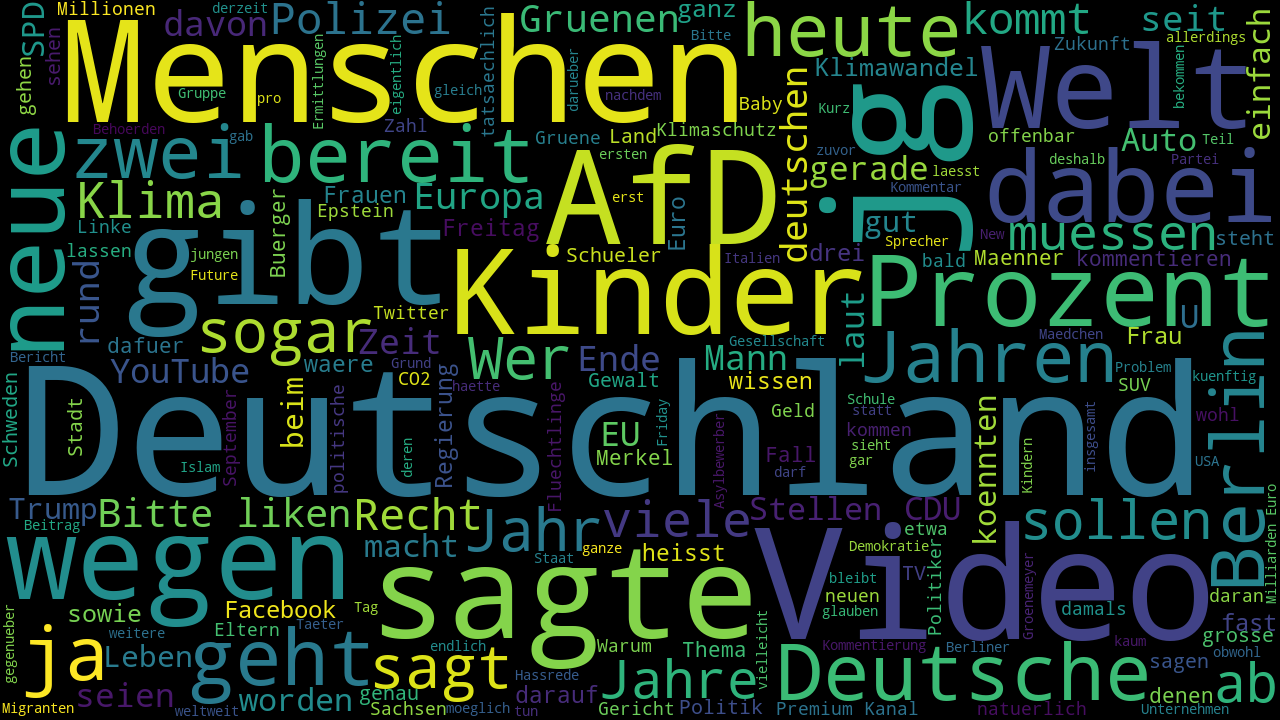 Millionen
derzeit
davon
Polizei
Gruenen
ganz
heute
kommt
seit
gehen
SPD
sehen
Menschen
Gruppe
pro
Ermittlungen
eigentlich
gleich
tatsaechlich
darueber
nachdem
Bitte
Baby
Klimawandel
Zukunft
Welt
allerdings
bekommen
einfach
neue
Behoerden
gab
zwei
bereit
Zahl
Gruene
Land
Klimaschutz
ersten
AfD
erst
deutschen
Kurz
zuvor
gerade
laesst
Kommentar
Jg
offenbar
Auto
Teil
deshalb
Partei
dabei
Klima
Linke
lassen
Frauen
Europa
Epstein
Buerger
Freitag
Schueler
Euro
Italien
drei
gut
Sprecher
bald
New
muessen
steht
Maenner
kommentieren
rund
jungen
Future
gibt
Kinder
Prozent
U
Twitter
sogar
Zeit
dafuer
Bericht
YouTube
waere
Grund
CO2
haette
Wer
Ende
Gewalt
Mann
Gesellschaft
wissen
laut
Jahren
Maedchen
Frau
Problem
SUV
kuenftig
Berlin
Schweden
Stadt
Deutschland
Islam
September
beim
politische
deren
Regierung
Fluechtlinge
EU
Merkel
Friday
Asylbewerber
Geld
Fall
darf
Schule
statt
kommen
sieht
gar
koennten
Kindern
insgesamt
wohl
USA
Trump
Beitrag
Bitte liken
Recht
Jahr
viele
Stellen
CDU
etwa
sollen
Milliarden Euro
wegen
macht
Staat
ganze
heisst
sagte
Video
Demokratie
TV
bleibt
neuen
glauben
Politiker
Groenemeyer
damals
daran
fast
gegenueber
sowie
Facebook
Tag
ja
weitere
Eltern
Taeter
Leben
geht
endlich
sagt
Hassrede
Warum
Thema
vielleicht
Kommentierung
Berliner
kaum
grosse
obwohl
Jahre
Deutsche
sagen
ab
seien
worden
genau
darauf
denen
Migranten
weltweit
Sachsen
moeglich
tun
Gericht
Politik
Premium Kanal
natuerlich
Unternehmen